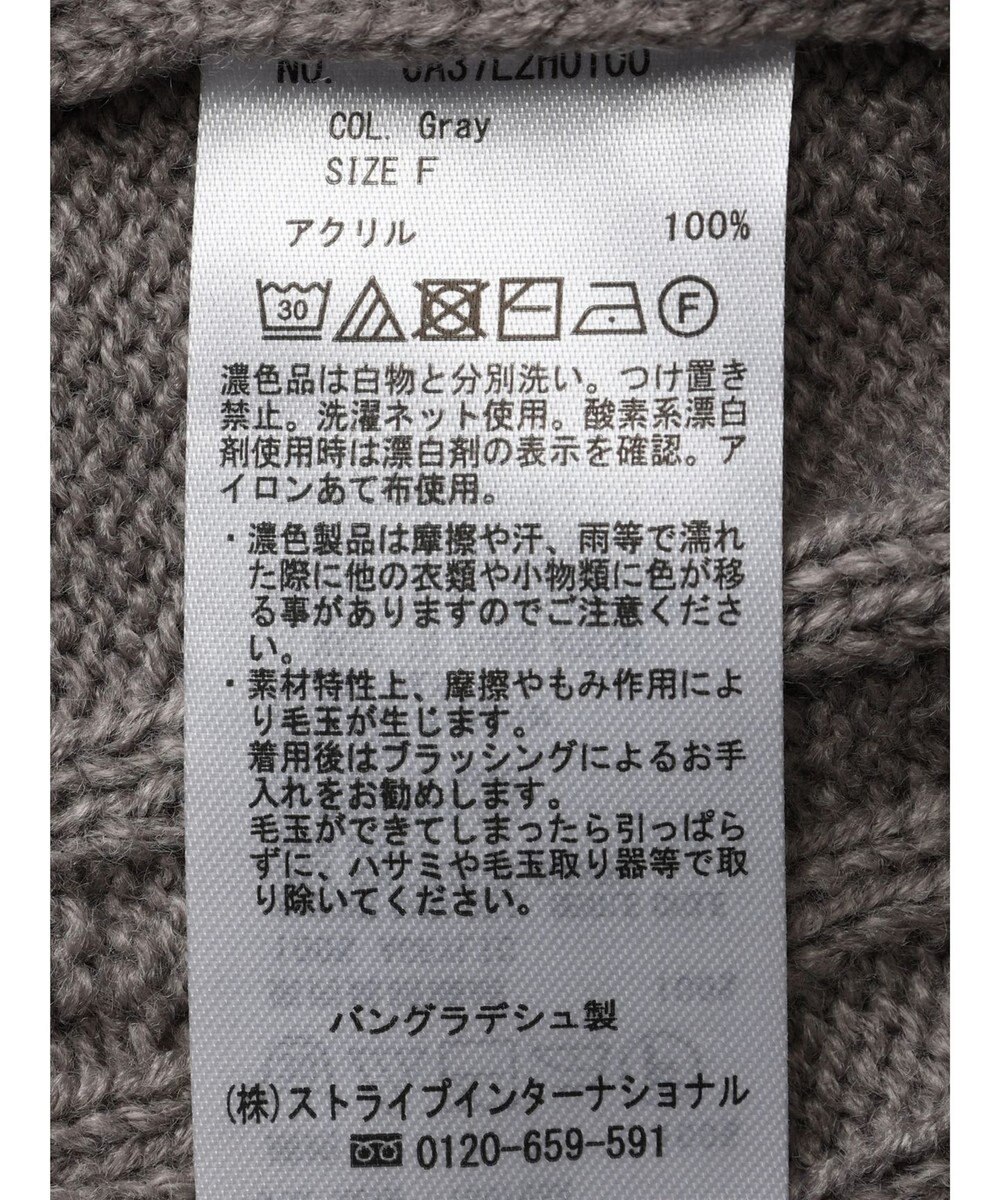 NO.
COL. Gray
SIZE F
アクリル 100%
30 F
濃色品は白物と分別洗い。つけ置き
禁止。洗濯ネット使用。酸素系漂白
剤使用時は漂白剤の表示を確認。ア
イロンあて布使用。
・濃色製品は摩擦や汗、雨等で濡れ
た際に他の衣類や小物類に色が移
る事がありますのでご注意くださ
い。
・素材特性上、摩擦やもみ作用によ
り毛玉が生じます。
着用後はブラッシングによるお手
入れをお勧めします。
毛玉ができてしまったら引っぱら
ずに、ハサミや毛玉取り器等で取
り除いてください。
バングラデシュ製
(株)ストライプインターナショナル
0120-659-591